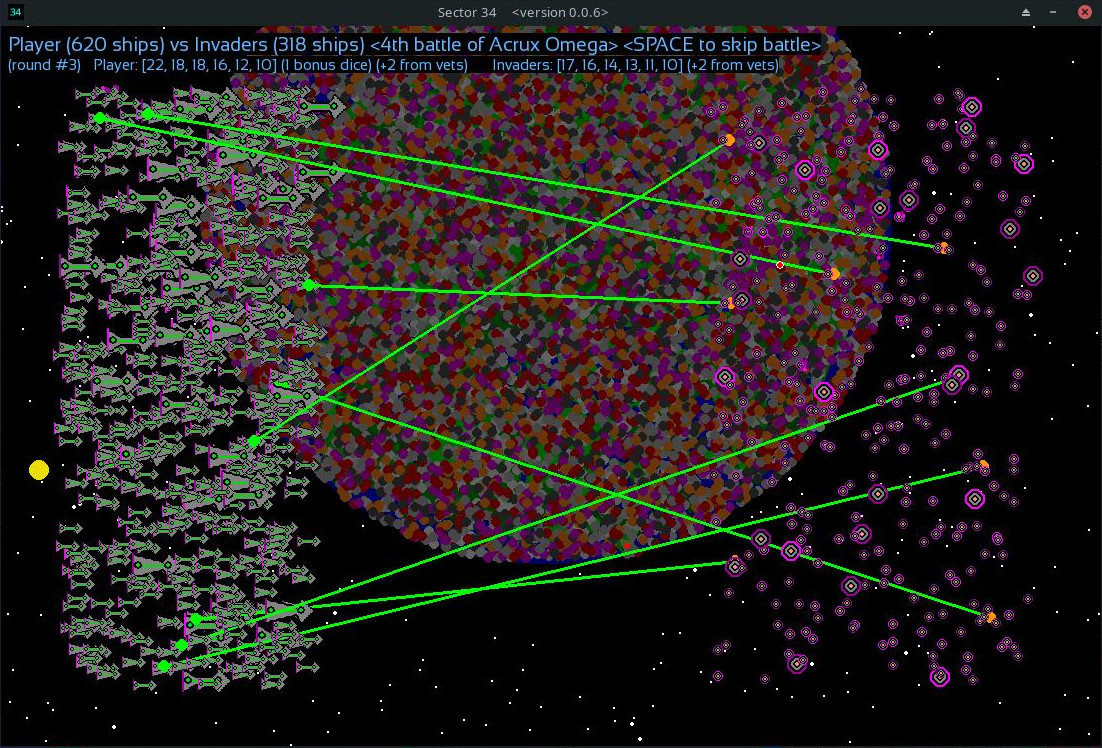 34
Sector 34 <version 0.0.6>
Player (620 ships) vs Invaders (318 ships) <4th battle of Acrux Omega> <SPACE to skip battle>
(round #3) Player: [22, 18, 18, 16, 12, 10] (1 bonus dice) (+2 from vets) Invaders: [17, 16, 14, 13, 11, 10] (+2 from vets)